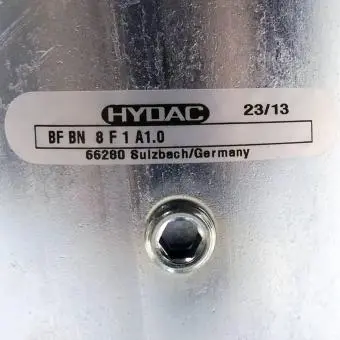 HYDAC 23/13
BF BN 8 F 1 A1.0
66280 Sulzbach/Germany